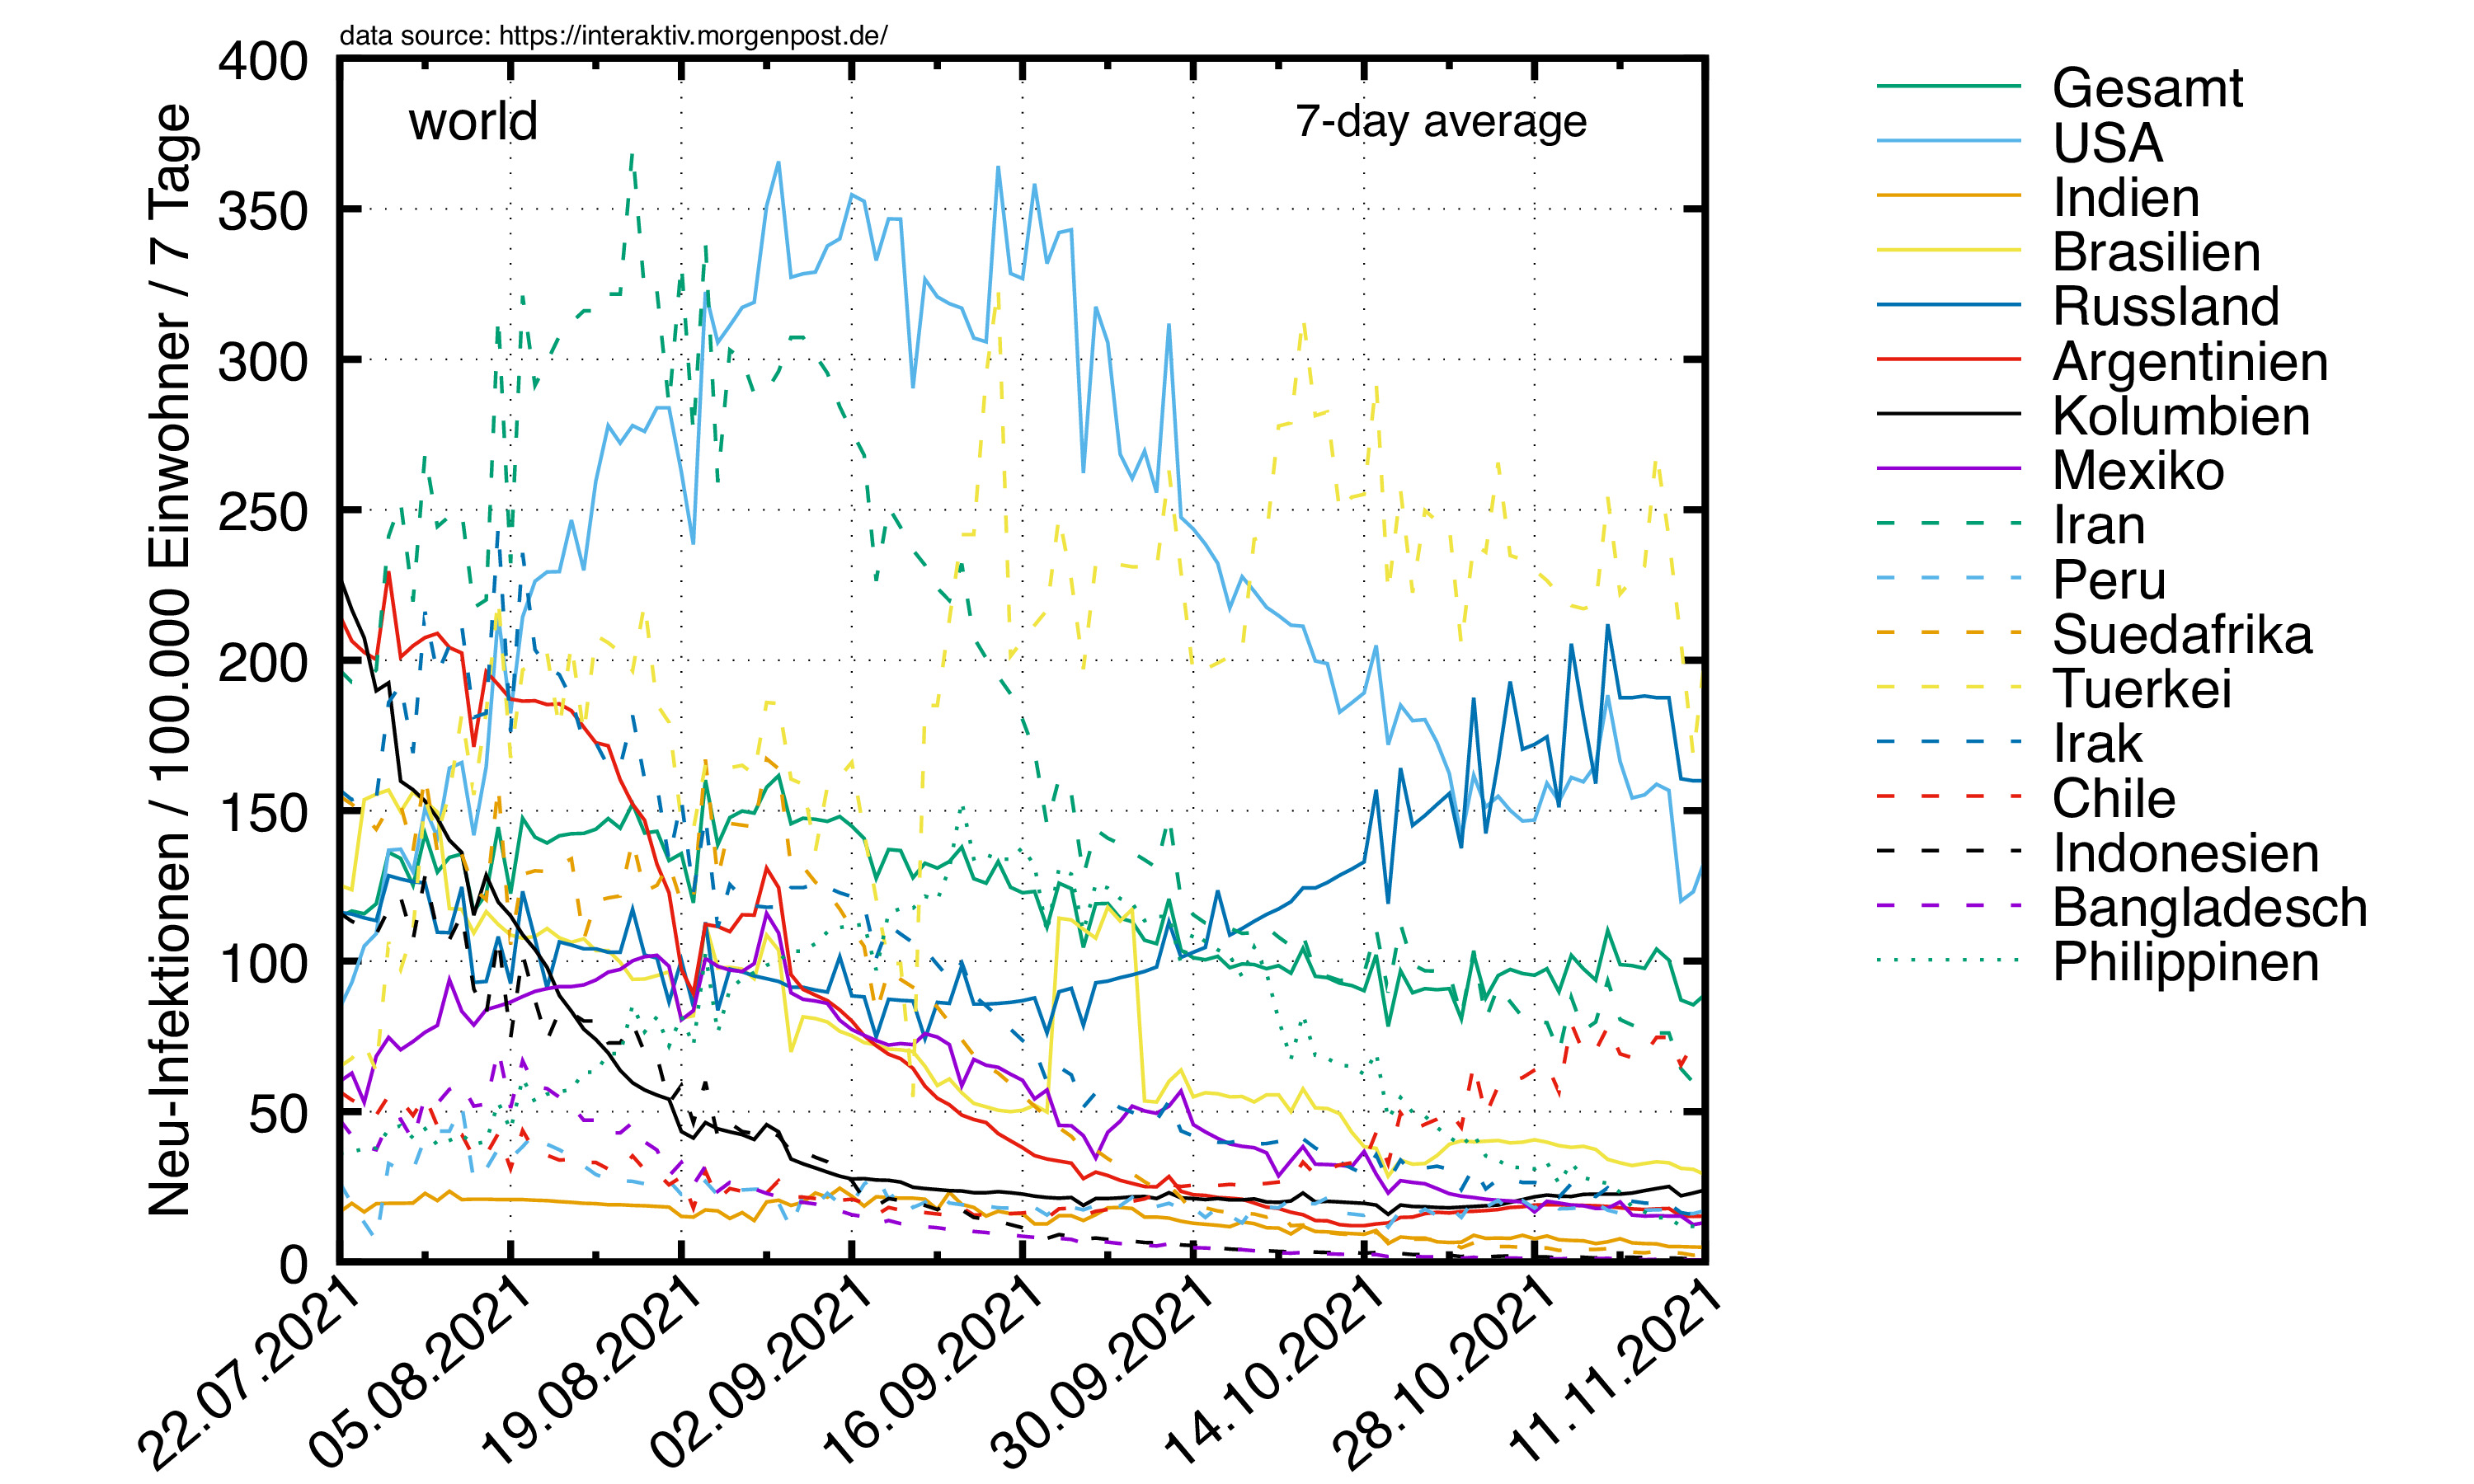 data source: https://interaktiv.morgenpost.de/
world
7-day average
Neu-Infektionen / 100.000 Einwohner / 7 Tage
400
350
300
250
200
150
100
50
0
22.07.2021
05.08.2021
19.08.2021
02.09.2021
16.09.2021
30.09.2021
14.10.2021
28.10.2021
11.11.2021
Gesamt
USA
Indien
Brasilien
Russland
Argentinien
Kolumbien
Mexiko
Iran
Peru
Suedafrika
Tuerkei
Irak
Chile
Indonesien
Bangladesch
Philippinen